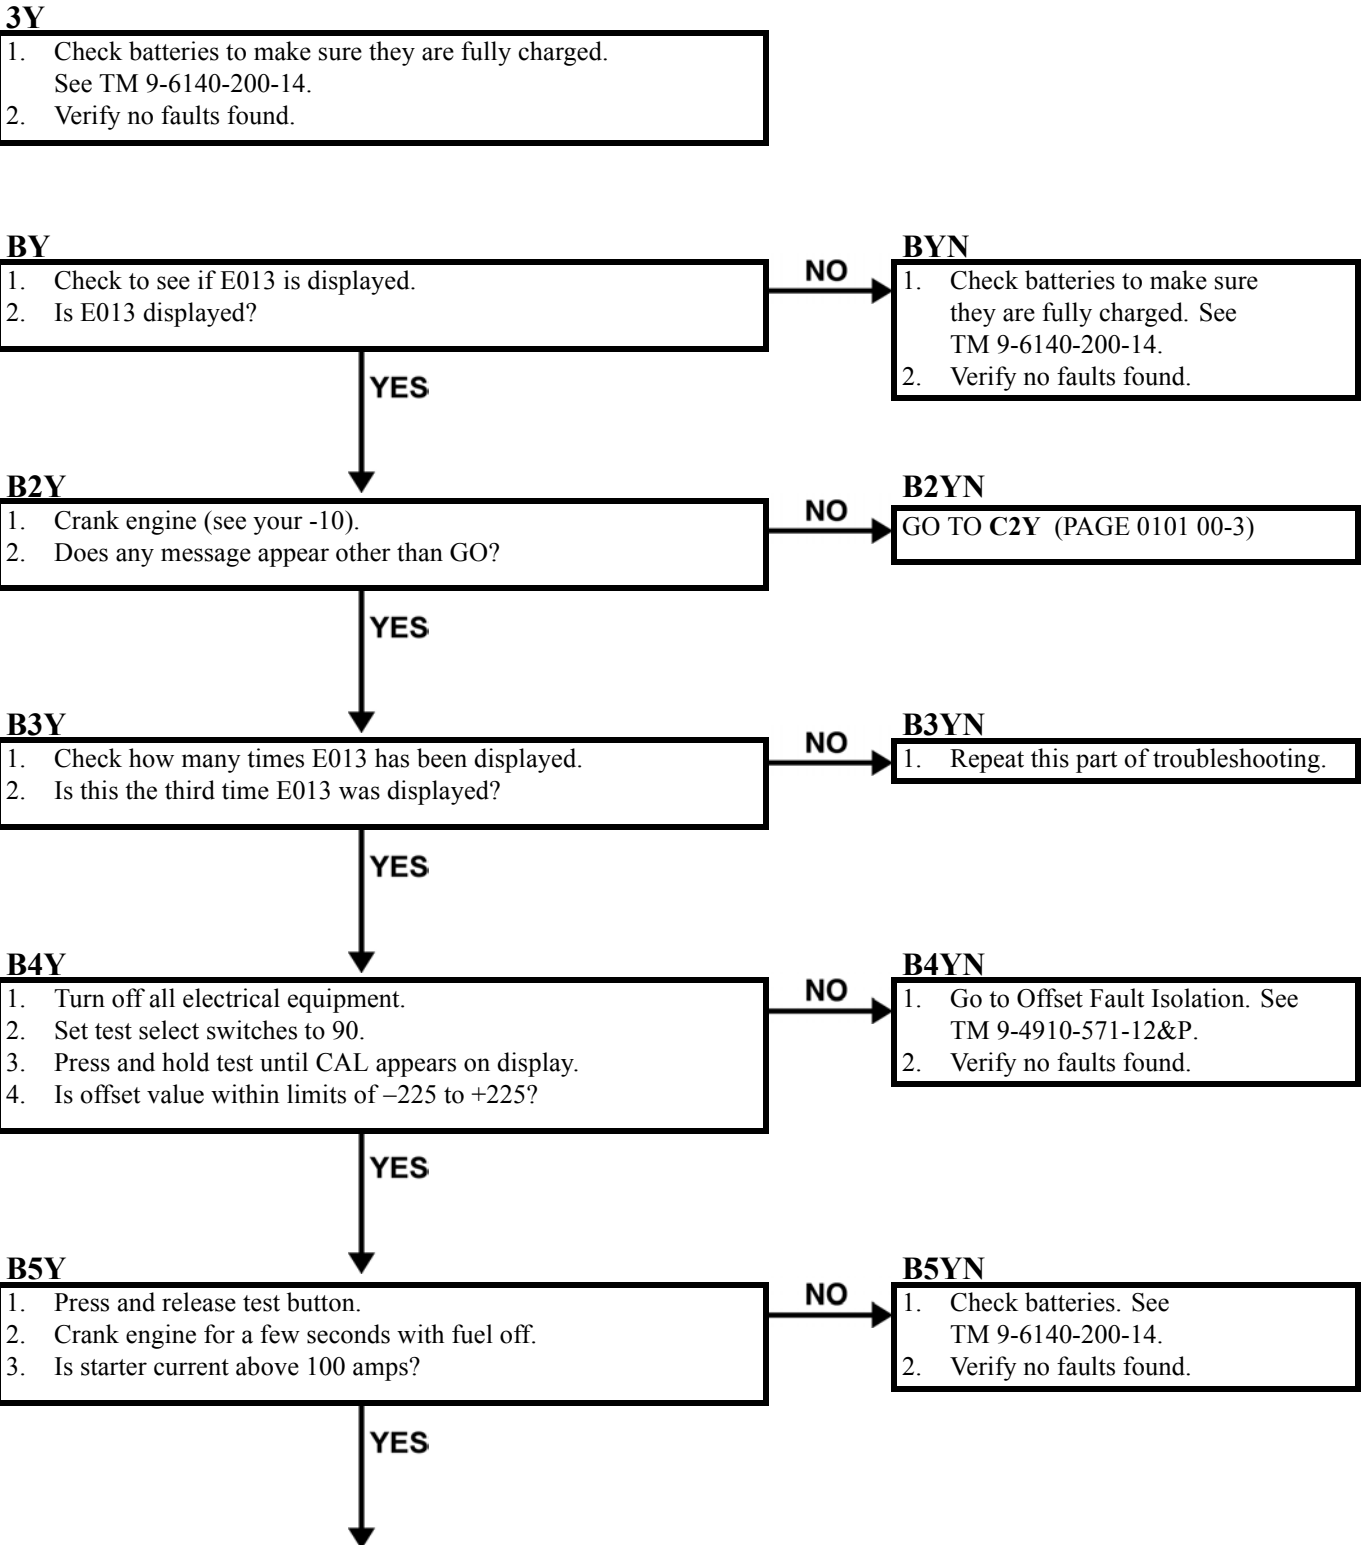 3Y
1. Check batteries to make sure they are fully charged.
See TM 9-6140-200-14.
2. Verify no faults found.
BY
1. Check to see if E013 is displayed.
2. Is E013 displayed?
NO
BYN
1. Check batteries to make sure
they are fully charged. See
TM 9-6140-200-14.
2. Verify no faults found.
YES
B2Y
1. Crank engine (see your -10).
2. Does any message appear other than GO?
NO
B2YN
GO TO C2Y (PAGE 0101 00-3)
YES
B3Y
1. Check how many times E013 has been displayed.
2. Is this the third time E013 was displayed?
NO
B3YN
1. Repeat this part of troubleshooting.
YES
B4Y
1. Turn off all electrical equipment.
2. Set test select switches to 90.
3. Press and hold test until CAL appears on display.
4. Is offset value within limits of −225 to +225?
NO
B4YN
1. Go to Offset Fault Isolation. See
TM 9-4910-571-12&P.
2. Verify no faults found.
YES
B5Y
1. Press and release test button.
2. Crank engine for a few seconds with fuel off.
3. Is starter current above 100 amps?
NO
B5YN
1. Check batteries. See
TM 9-6140-200-14.
2. Verify no faults found.
YES